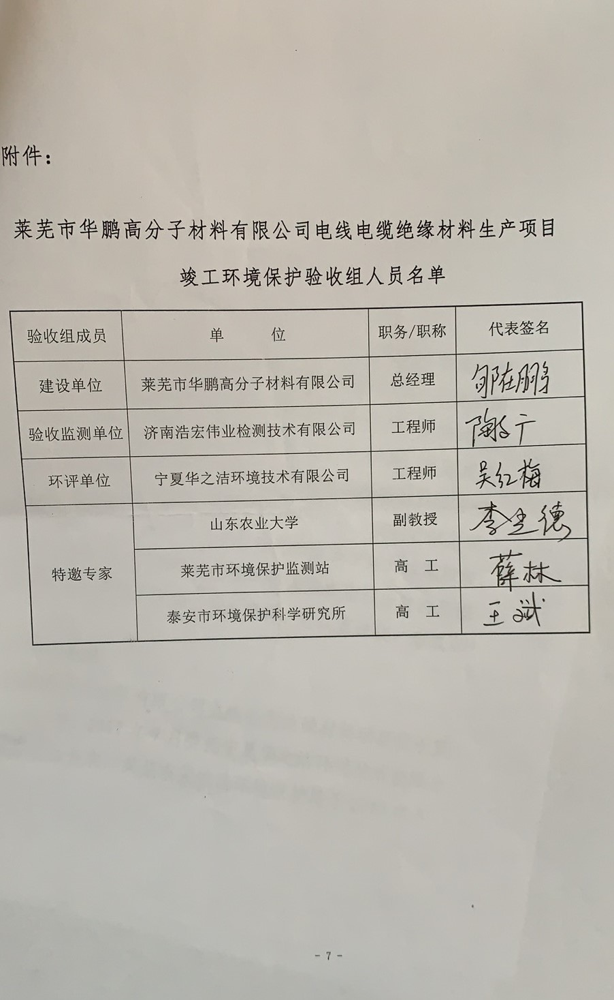 附件：
莱芜市华鹏高分子材料有限公司电线电缆绝缘材料生产项目
竣工环境保护验收组人员名单
验收组成员 单 位 职务/职称 代表签名
建设单位 莱芜市华鹏高分子材料有限公司 总经理 邹在鹏
验收监测单位 济南浩宏伟业检测技术有限公司 工程师 陶
环评单位 宁夏华之洁环境技术有限公司 工程师 吴红梅
特邀专家 山东农业大学 副教授 李 德
莱芜市环境保护监测站 高 工 薛林
泰安市环境保护科学研究所 高 工 王斌
- 7 -